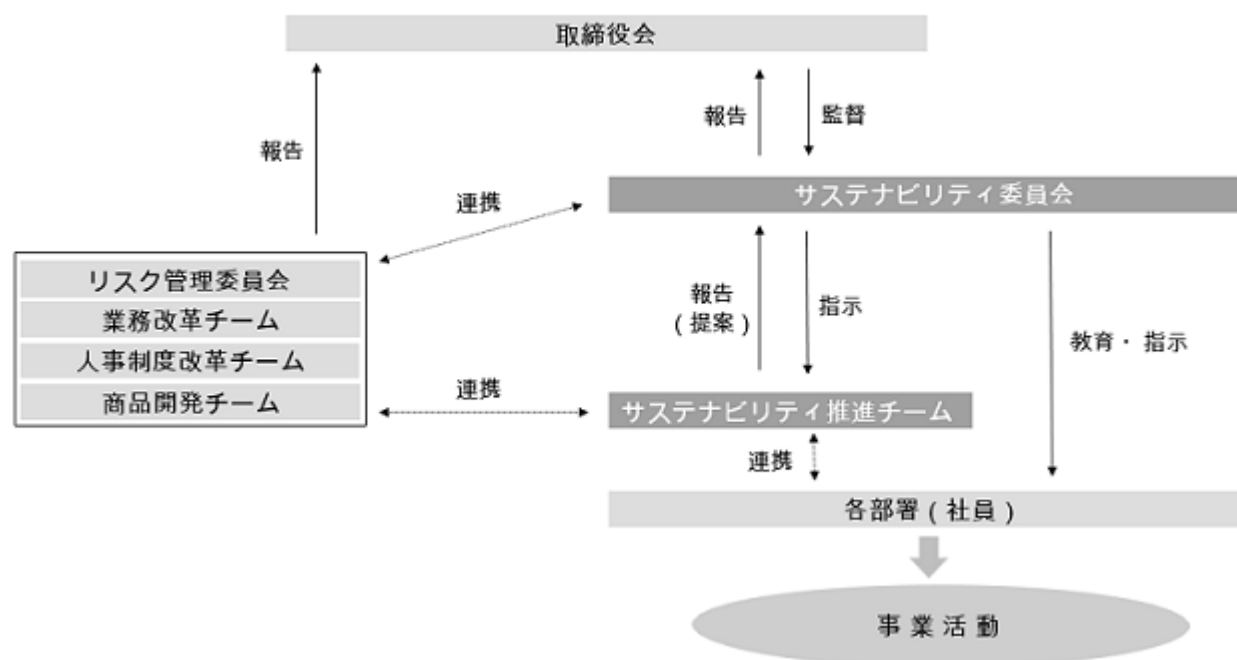 取締役会
報告
監督
報告
連携
サステナビリティ委員会
リスク管理委員会
業務改革チーム
人事制度改革チーム
商品開発チーム
報告
(提案)
指示
教育・指示
連携
サステナビリティ推進チーム
連携
各部署(社員)
事業活動